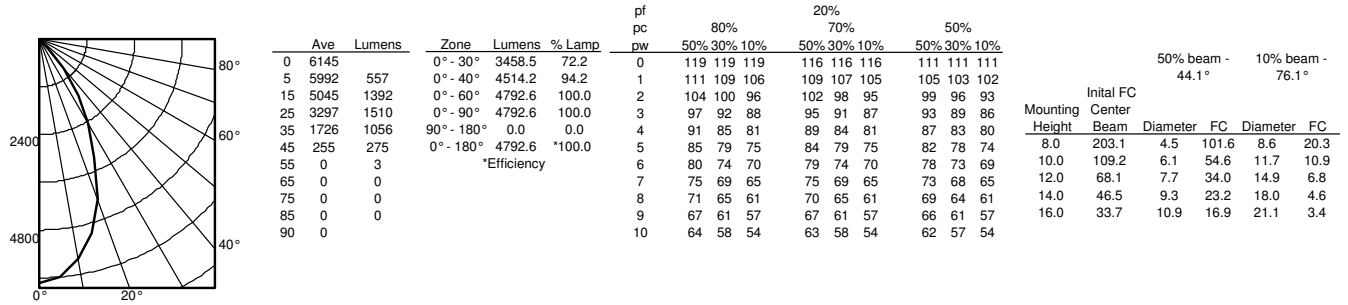 80°
60°
40°
20°
0°
2400
4800
Ave Lumens
0 6145
5 5992 557
15 5045 1392
25 3297 1510
35 1726 1056
45 255 275
55 0 3
65 0 0
75 0 0
85 0 0
90 0
Zone Lumens % Lamp
0° - 30° 3458.5 72.2
0° - 40° 4514.2 94.2
0° - 60° 4792.6 100.0
0° - 90° 4792.6 100.0
90° - 180° 0.0 0.0
0° - 180° 4792.6 *100.0
*Efficiency
pf 20%
pc 80% 70% 50%
pw 50% 30% 10% 50% 30% 10% 50% 30% 10%
0 119 119 119 116 116 116 111 111 111
1 111 109 106 109 107 105 105 103 102
2 104 100 96 102 98 95 99 96 93
3 97 92 88 95 91 87 93 89 86
4 91 85 81 89 84 81 87 83 80
5 85 79 75 84 79 75 82 78 74
6 80 74 70 79 74 70 78 73 69
7 75 69 65 75 69 65 73 68 65
8 71 65 61 70 65 61 69 64 61
9 67 61 57 67 61 57 66 61 57
10 64 58 54 63 58 54 62 57 54
50% beam - 10% beam -
44.1° 76.1°
Inital FC
Mounting Center
Height Beam Diameter FC Diameter FC
8.0 203.1 4.5 101.6 8.6 20.3
10.0 109.2 6.1 54.6 11.7 10.9
12.0 68.1 7.7 34.0 14.9 6.8
14.0 46.5 9.3 23.2 18.0 4.6
16.0 33.7 10.9 16.9 21.1 3.4